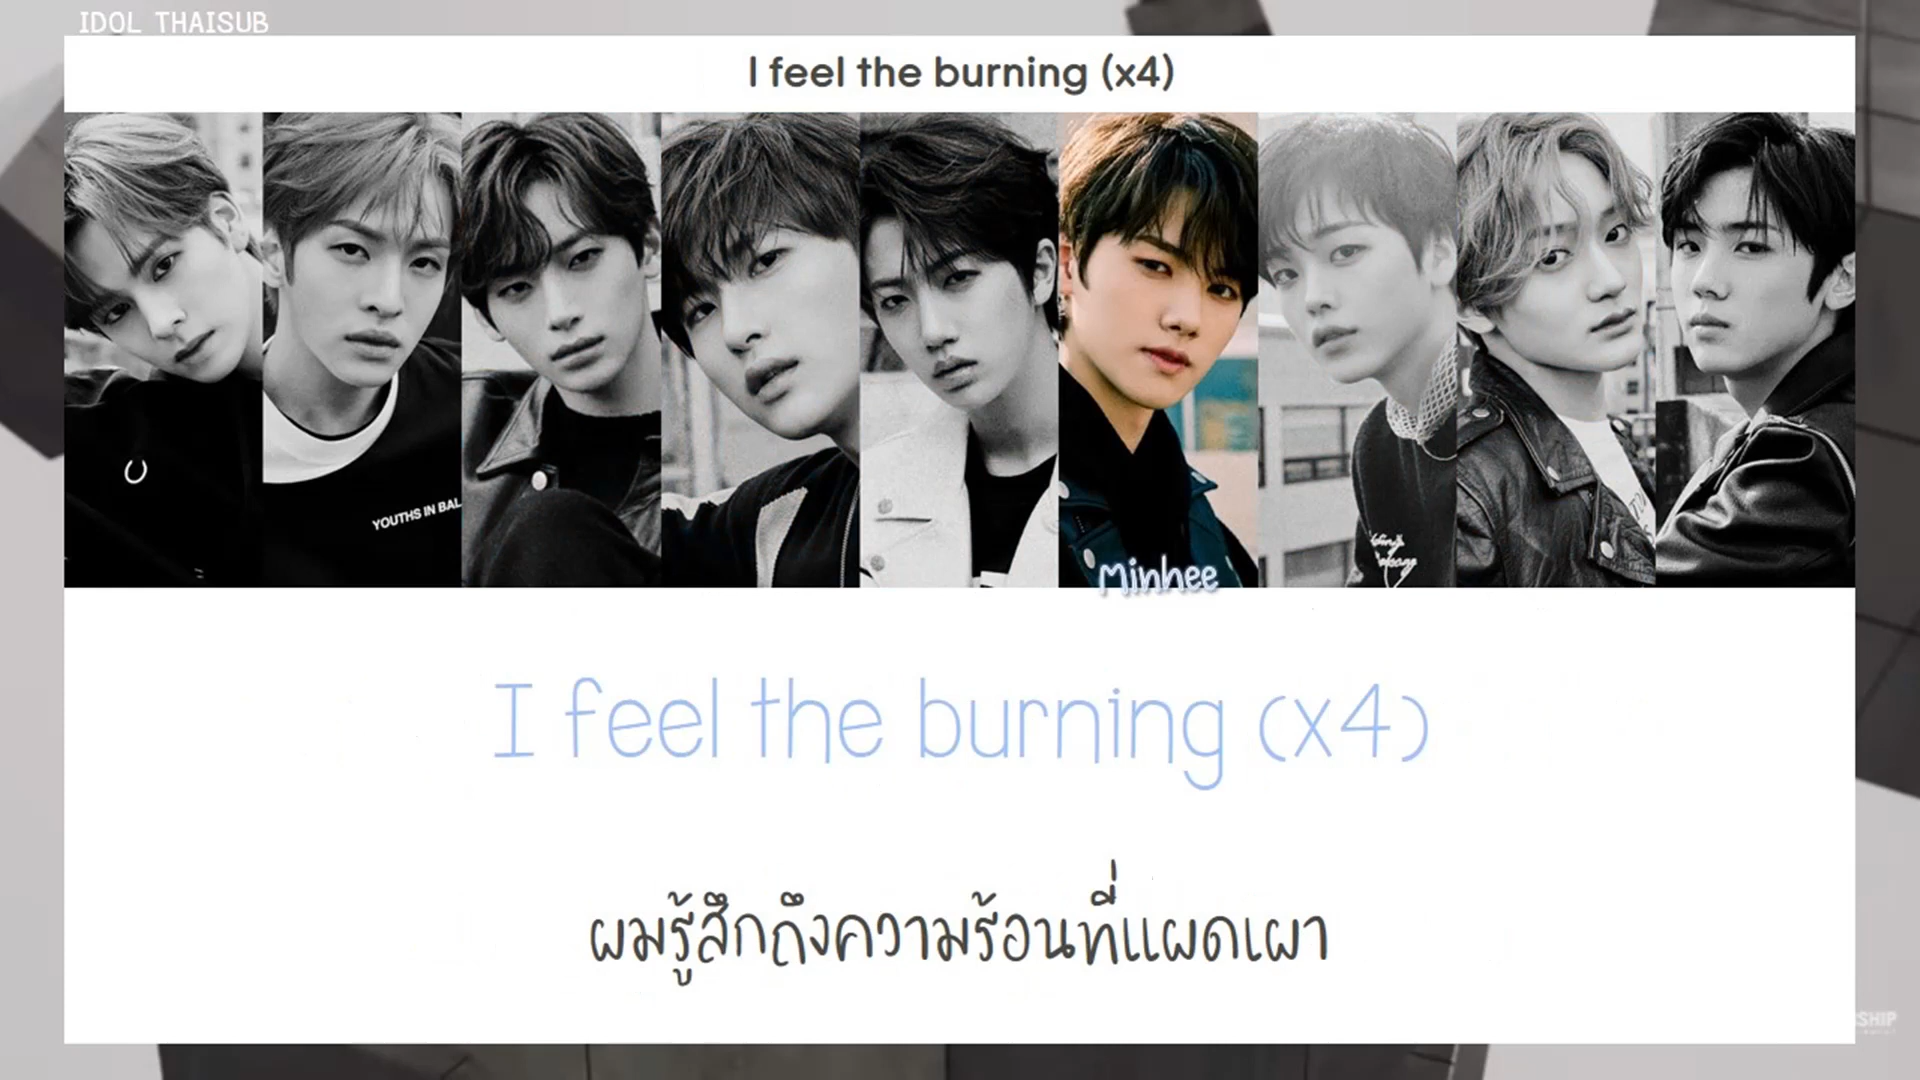 IDOL THAISUB
I feel the burning (x4)
YOUTHS IN BAL
Minhee
I feel the burning (x4)
ผมรู้สึกถึงความร้อนที่แผดเผา
SHIP